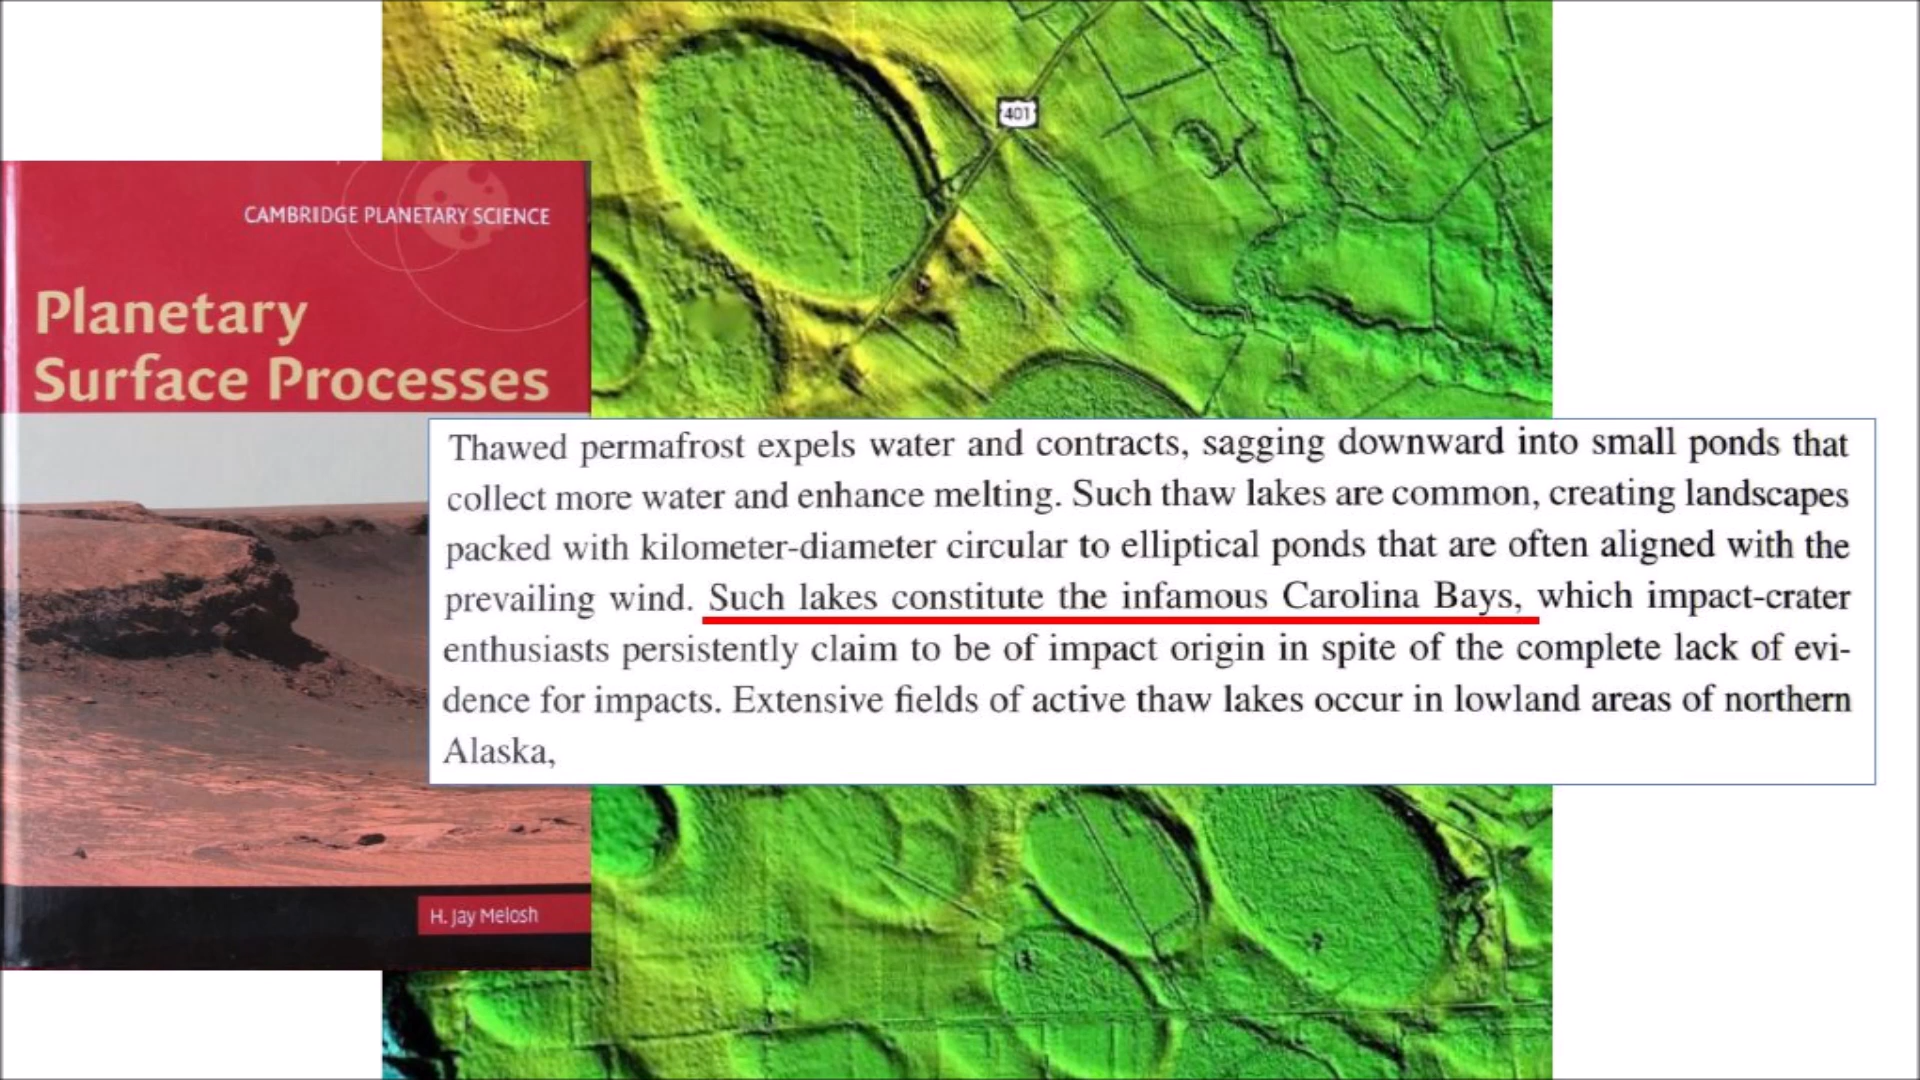 401
CAMBRIDGE PLANETARY SCIENCE
Planetary
Surface Processes
Thawed permafrost expels water and contracts, sagging downward into small ponds that
collect more water and enhance melting. Such thaw lakes are common, creating landscapes
packed with kilometer-diameter circular to elliptical ponds that are often aligned with the
prevailing wind. Such lakes constitute the infamous Carolina Bays, which impact-crater
enthusiasts persistently claim to be of impact origin in spite of the complete lack of evi-
dence for impacts. Extensive fields of active thaw lakes occur in lowland areas of northern
Alaska,
H. Jay Melosh